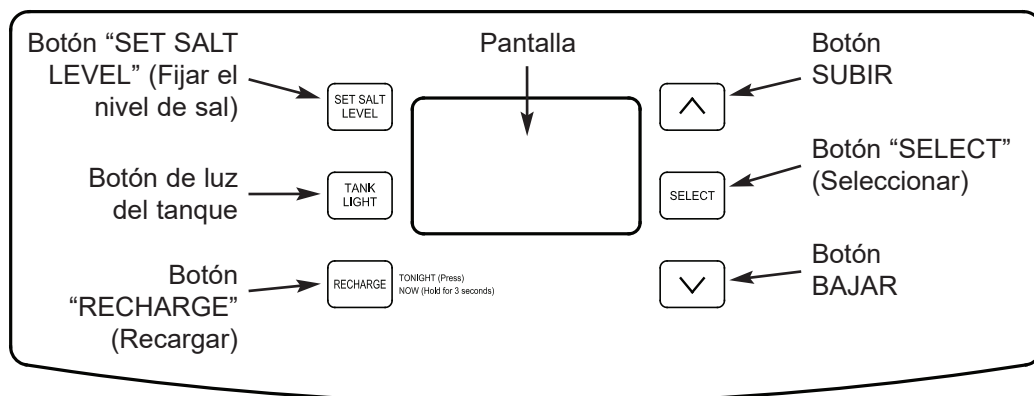 Botón “SET SALT
LEVEL” (Fijar el
nivel de sal)
SET SALT
LEVEL
Botón de luz
del tanque
TANK
LIGHT
Botón
“RECHARGE”
(Recargar)
RECHARGE
TONIGHT (Press)
NOW (Hold for 3 seconds)
Pantalla
Botón
SUBIR
Botón “SELECT”
(Seleccionar)
SELECT
Botón
BAJAR